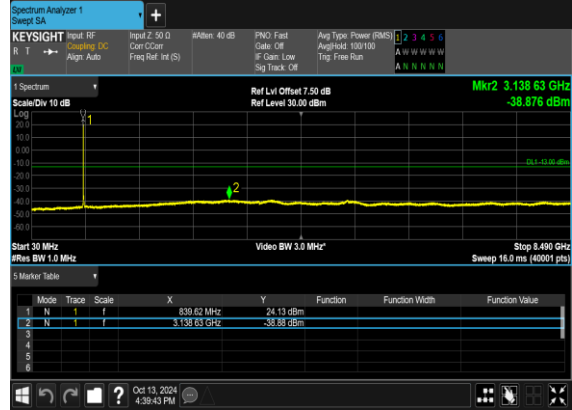 Spectrum Analyzer 1
Swept SA
+
KEYSIGHT Input: RF Input Z: 50 Ω #Atten: 40 dB PNO: Fast Avg Type: Power (RMS) 1 2 3 4 5 6
R T Coupling: DC Corr CCorr Gate: Off Avg|Hold: 100/100 A W W W W W
Align: Auto Freq Ref: Int (S) IF Gain: Low Trig: Free Run
Sig Track: Off A N N N N N
1 Spectrum Ref Lvl Offset 7.50 dB Mkr2 3.138 63 GHz
Scale/Div 10 dB Ref Level 30.00 dBm -38.876 dBm
Log
1
20.0
10.0
0.00
-10.0
DL1 -13.00 dBm
-20.0
-30.0
2
-40.0
-50.0
-60.0
Start 30 MHz Video BW 3.0 MHz* Stop 8.490 GHz
#Res BW 1.0 MHz Sweep 16.0 ms (40001 pts)
5 Marker Table
Mode Trace Scale X Y Function Function Width Function Value
1 N 1 f 839.62 MHz 24.13 dBm
2 N 1 f 3.138 63 GHz -38.88 dBm
3
4
5
6
? Oct 13, 2024
4:39:43 PM